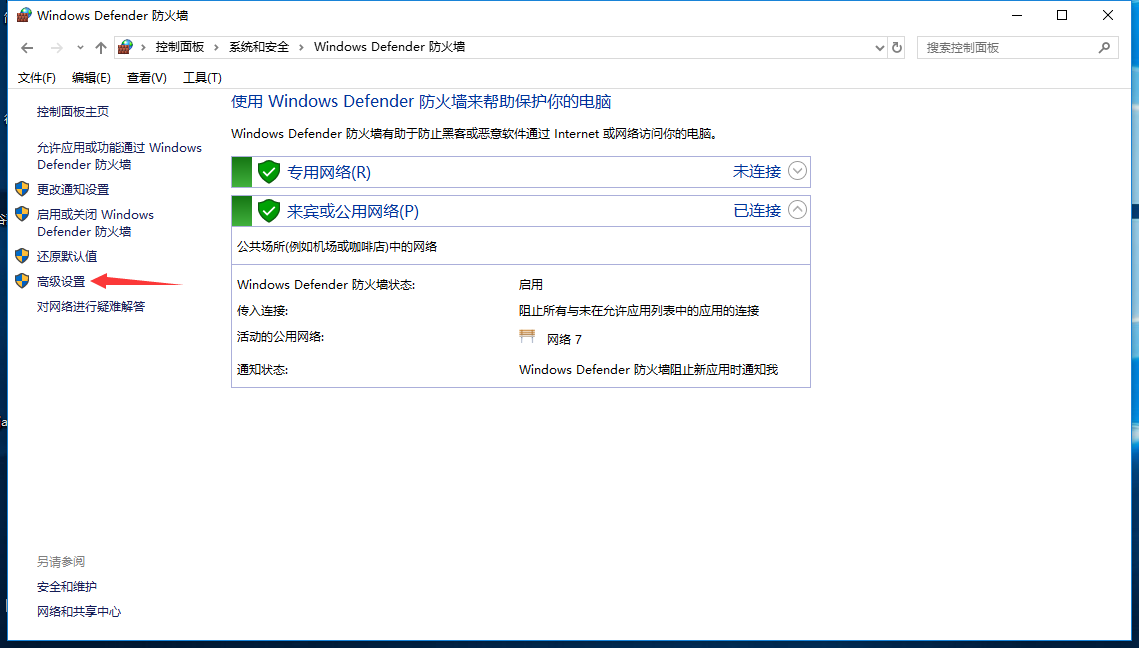 Windows Defender 防火墙
控制面板 › 系统和安全 › Windows Defender 防火墙
搜索控制面板
文件(F) 编辑(E) 查看(V) 工具(T)
控制面板主页
允许应用或功能通过 Windows
Defender 防火墙
更改通知设置
启用或关闭 Windows
Defender 防火墙
还原默认值
高级设置
对网络进行疑难解答
使用 Windows Defender 防火墙来帮助保护你的电脑
Windows Defender 防火墙有助于防止黑客或恶意软件通过 Internet 或网络访问你的电脑。
专用网络(R) 未连接
来宾或公用网络(P) 已连接
公共场所(例如机场或咖啡店)中的网络
Windows Defender 防火墙状态: 启用
传入连接: 阻止所有与未在允许应用列表中的应用的连接
活动的公用网络: 网络 7
通知状态: Windows Defender 防火墙阻止新应用时通知我
另请参阅
安全和维护
网络和共享中心